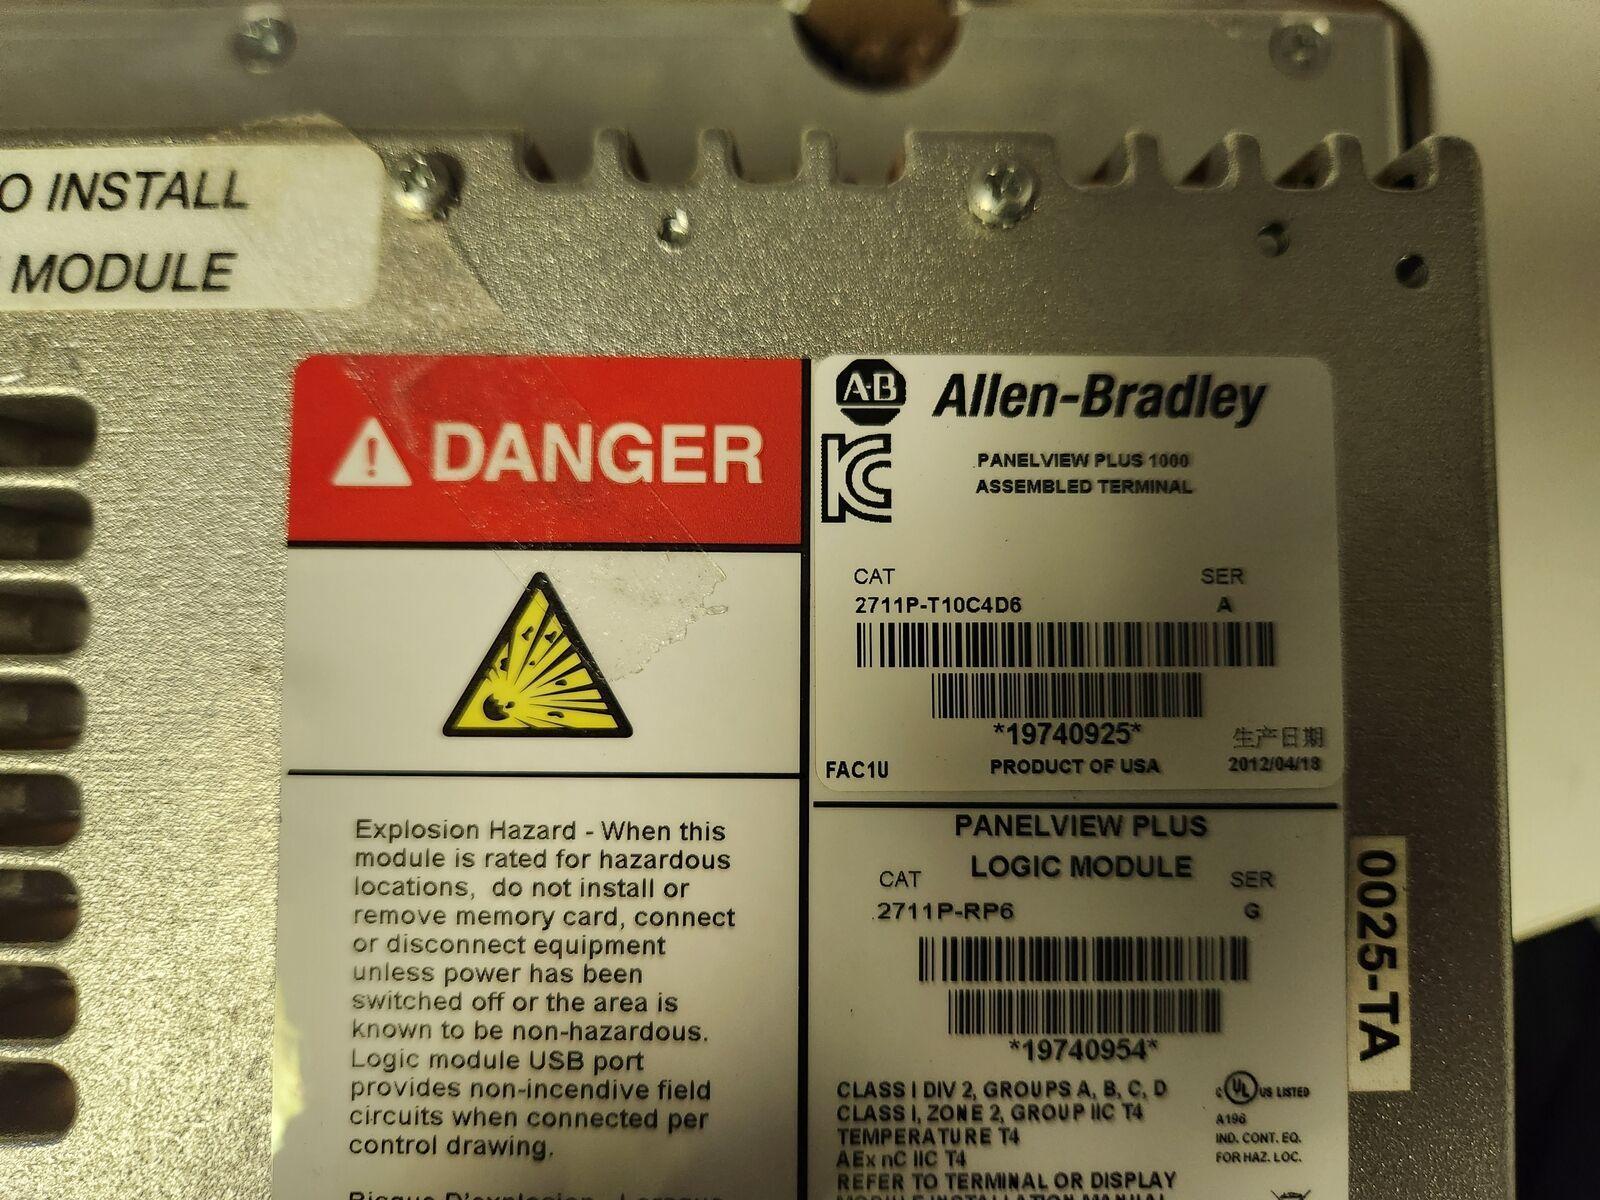 O INSTALL
MODULE
DANGER
Explosion Hazard - When this
module is rated for hazardous
locations, do not install or
remove memory card, connect
or disconnect equipment
unless power has been
switched off or the area is
known to be non-hazardous.
Logic module USB port
provides non-incendive field
circuits when connected per
control drawing.
A-B Allen-Bradley
KC
PANELVIEW PLUS 1000
ASSEMBLED TERMINAL
CAT SER
2711P-T10C4D6 A
*19740925* 生产日期
FAC1U PRODUCT OF USA 2012/04/18
PANELVIEW PLUS
LOGIC MODULE
CAT SER
2711P-RP6 G
*19740954*
CLASS I DIV 2, GROUPS A, B, C, D
CLASS I, ZONE 2, GROUP IIC T4
TEMPERATURE T4
AEx nC IIC T4
REFER TO TERMINAL OR DISPLAY
C UL US LISTED
A196
IND. CONT. EQ.
FOR HAZ. LOC.
0025-TA